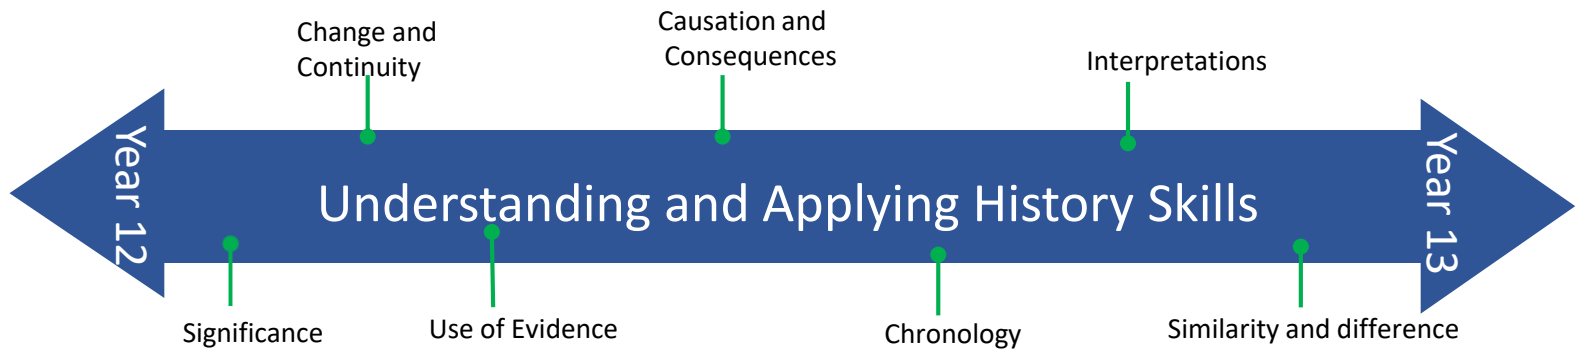 Change and
Continuity
Causation and
Consequences
Interpretations
Year 12
Understanding and Applying History Skills
Year 13
Significance
Use of Evidence
Chronology
Similarity and difference